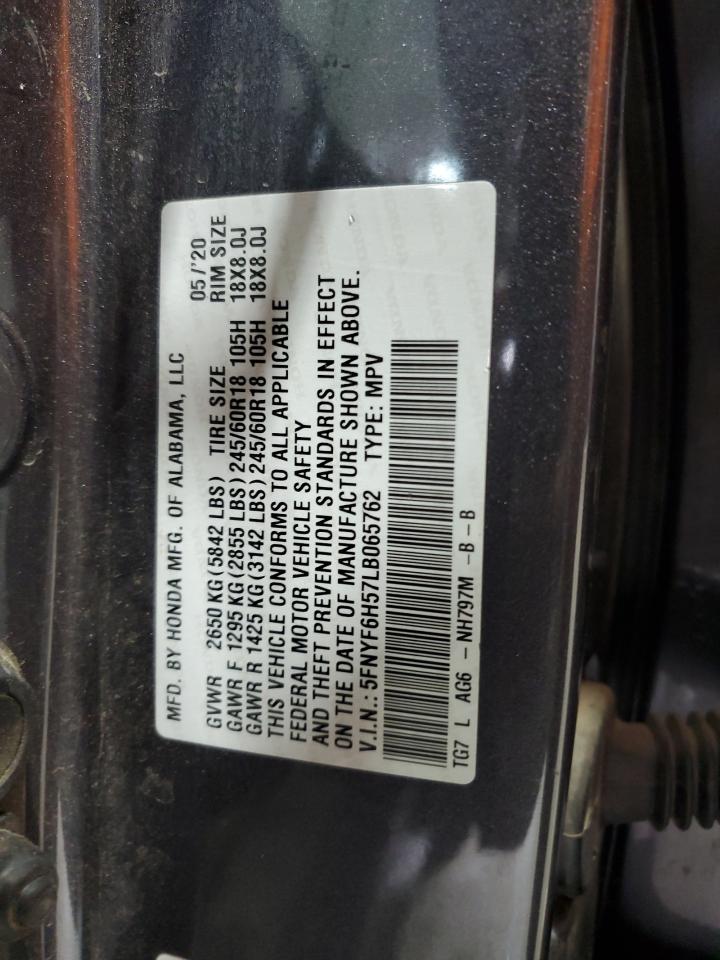 MFD. BY HONDA MFG. OF ALABAMA, LLC 05/'20
GVWR 2650 KG (5842 LBS) TIRE SIZE RIM SIZE
GAWR F 1295 KG (2855 LBS) 245/60R18 105H 18X8.0J
GAWR R 1425 KG (3142 LBS) 245/60R18 105H 18X8.0J
THIS VEHICLE CONFORMS TO ALL APPLICABLE
FEDERAL MOTOR VEHICLE SAFETY
AND THEFT PREVENTION STANDARDS IN EFFECT
ON THE DATE OF MANUFACTURE SHOWN ABOVE.
V.I.N.: 5FNYF6H57LB065762 TYPE: MPV
TG7 L AG6 - NH797M -B -B